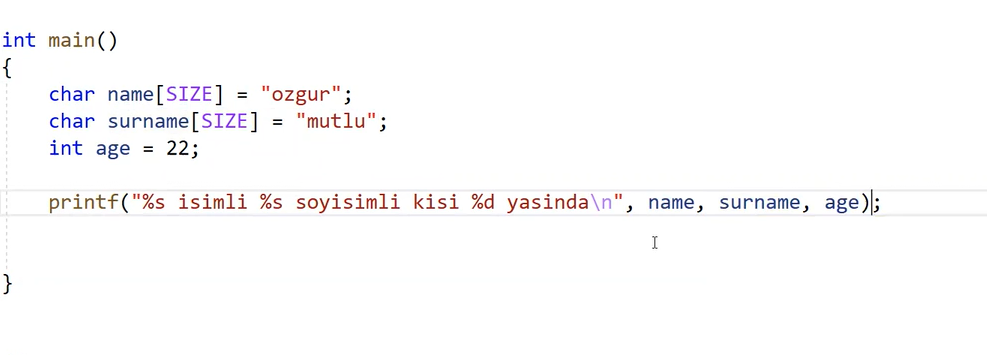 int main()
{
char name[SIZE] = "ozgur";
char surname[SIZE] = "mutlu";
int age = 22;
printf("%s isimli %s soyisimli kisi %d yasinda\n", name, surname, age);
}